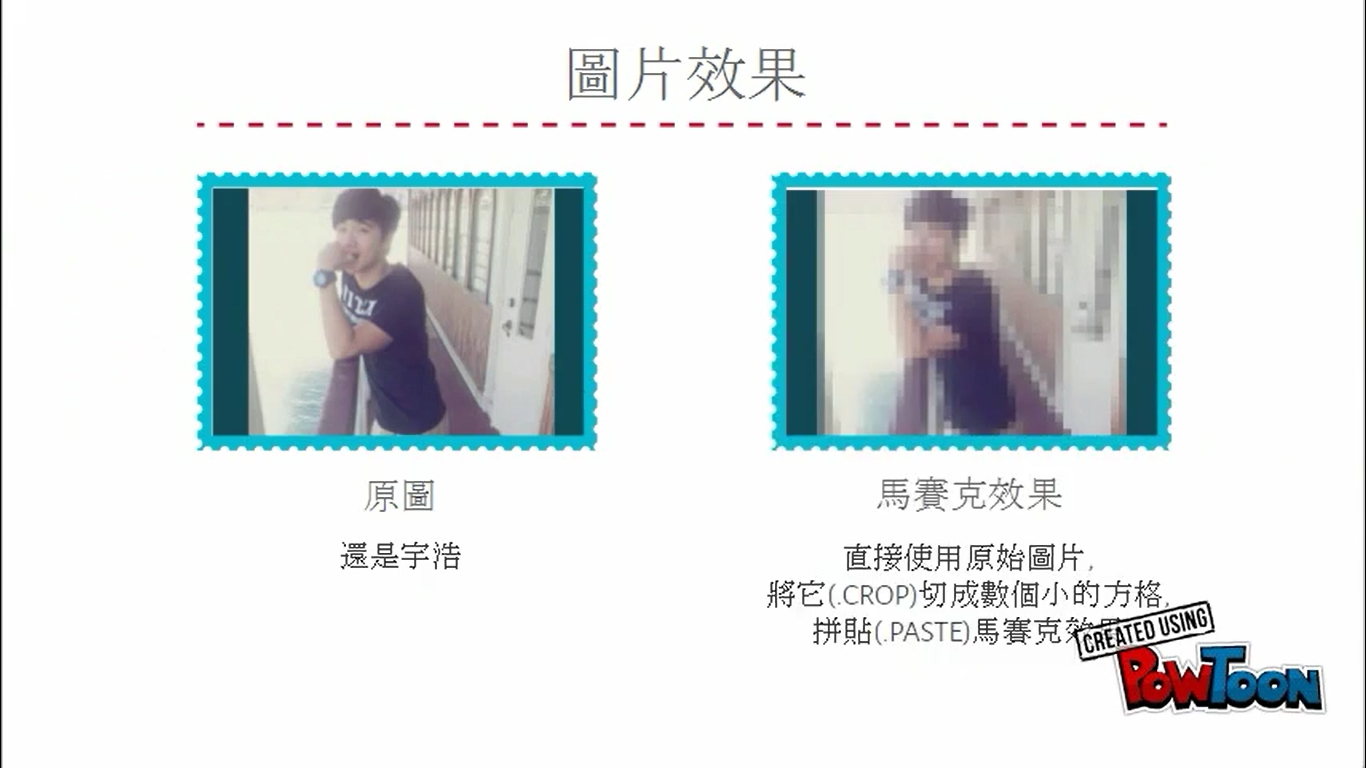 圖片效果
原圖
還是宇浩
馬賽克效果
直接使用原始圖片,
將它(.CROP)切成數個小的方格,
拼貼(.PASTE)馬賽克效果
CREATED USING
POWTOON